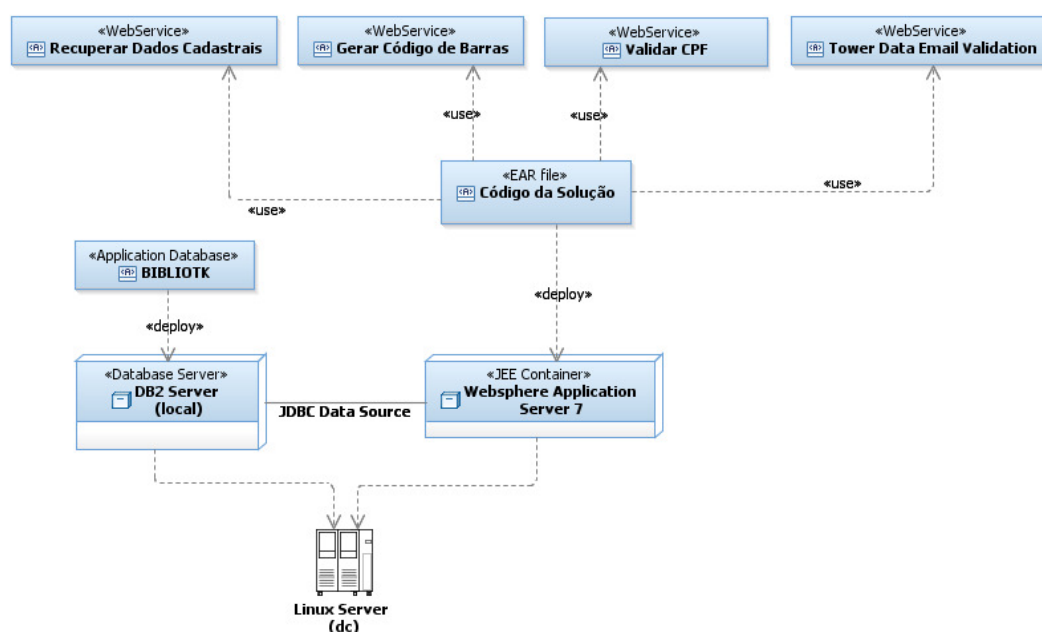 «WebService»
Recuperar Dados Cadastrais
«WebService»
Gerar Código de Barras
«WebService»
Validar CPF
«WebService»
Tower Data Email Validation
«use»
«use»
«use»
«use»
«EAR file»
Código da Solução
«Application Database»
BIBLIOTK
«deploy»
«deploy»
«Database Server»
DB2 Server
(local)
JDBC Data Source
«JEE Container»
Websphere Application
Server 7
Linux Server
(dc)